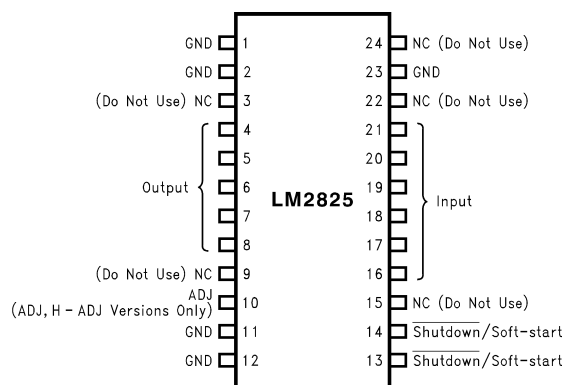 GND 1 24 NC (Do Not Use)
GND 2 23 GND
(Do Not Use) NC 3 22 NC (Do Not Use)
4 21
5 20
Output 6 19 Input
LM2825
7 18
8 17
(Do Not Use) NC 9 16
ADJ
(ADJ, H-ADJ Versions Only) 10 15 NC (Do Not Use)
GND 11 14 Shutdown/Soft-start
GND 12 13 Shutdown/Soft-start